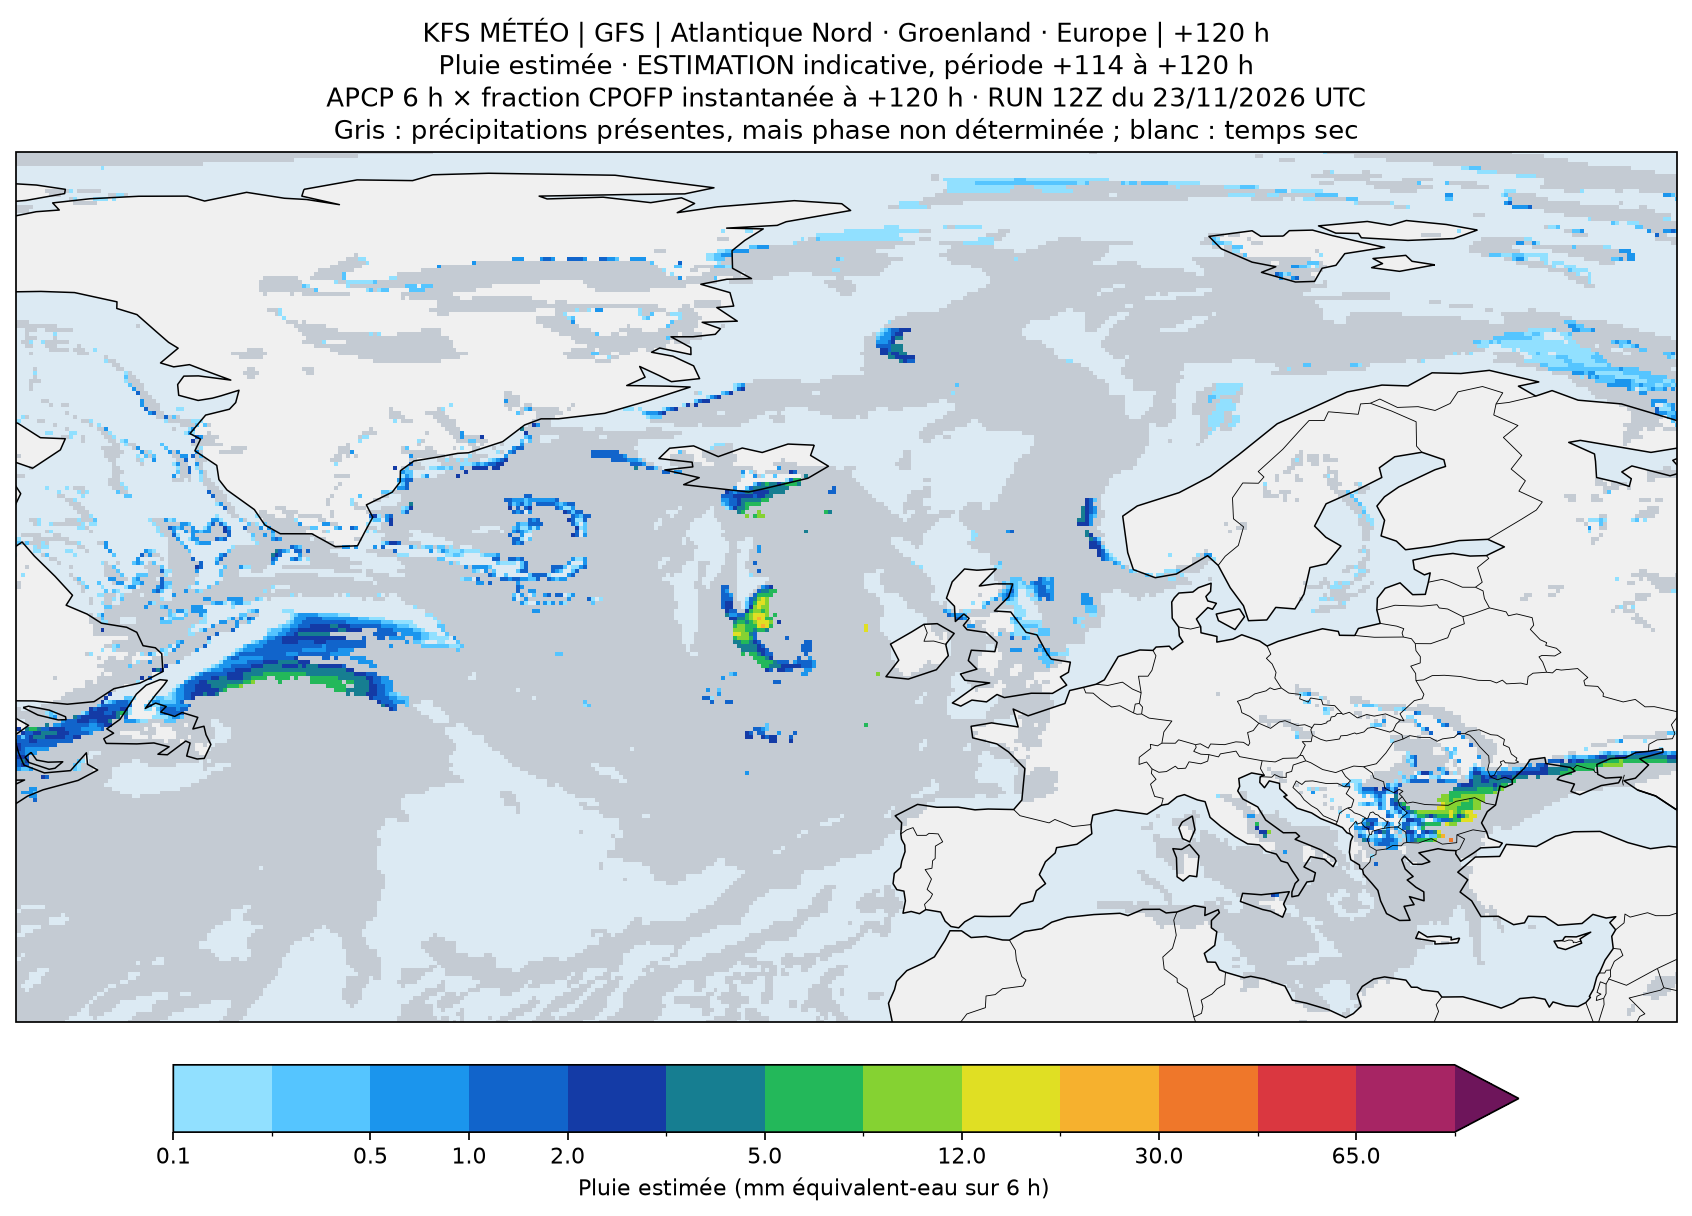 KFS MÉTÉO | GFS | Atlantique Nord · Groenland · Europe | +120 h
Pluie estimée · ESTIMATION indicative, période +114 à +120 h
APCP 6 h × fraction CPOFP instantanée à +120 h · RUN 12Z du 23/11/2026 UTC
Gris : précipitations présentes, mais phase non déterminée ; blanc : temps sec
0.1 0.5 1.0 2.0 5.0 12.0 30.0 65.0
Pluie estimée (mm équivalent-eau sur 6 h)